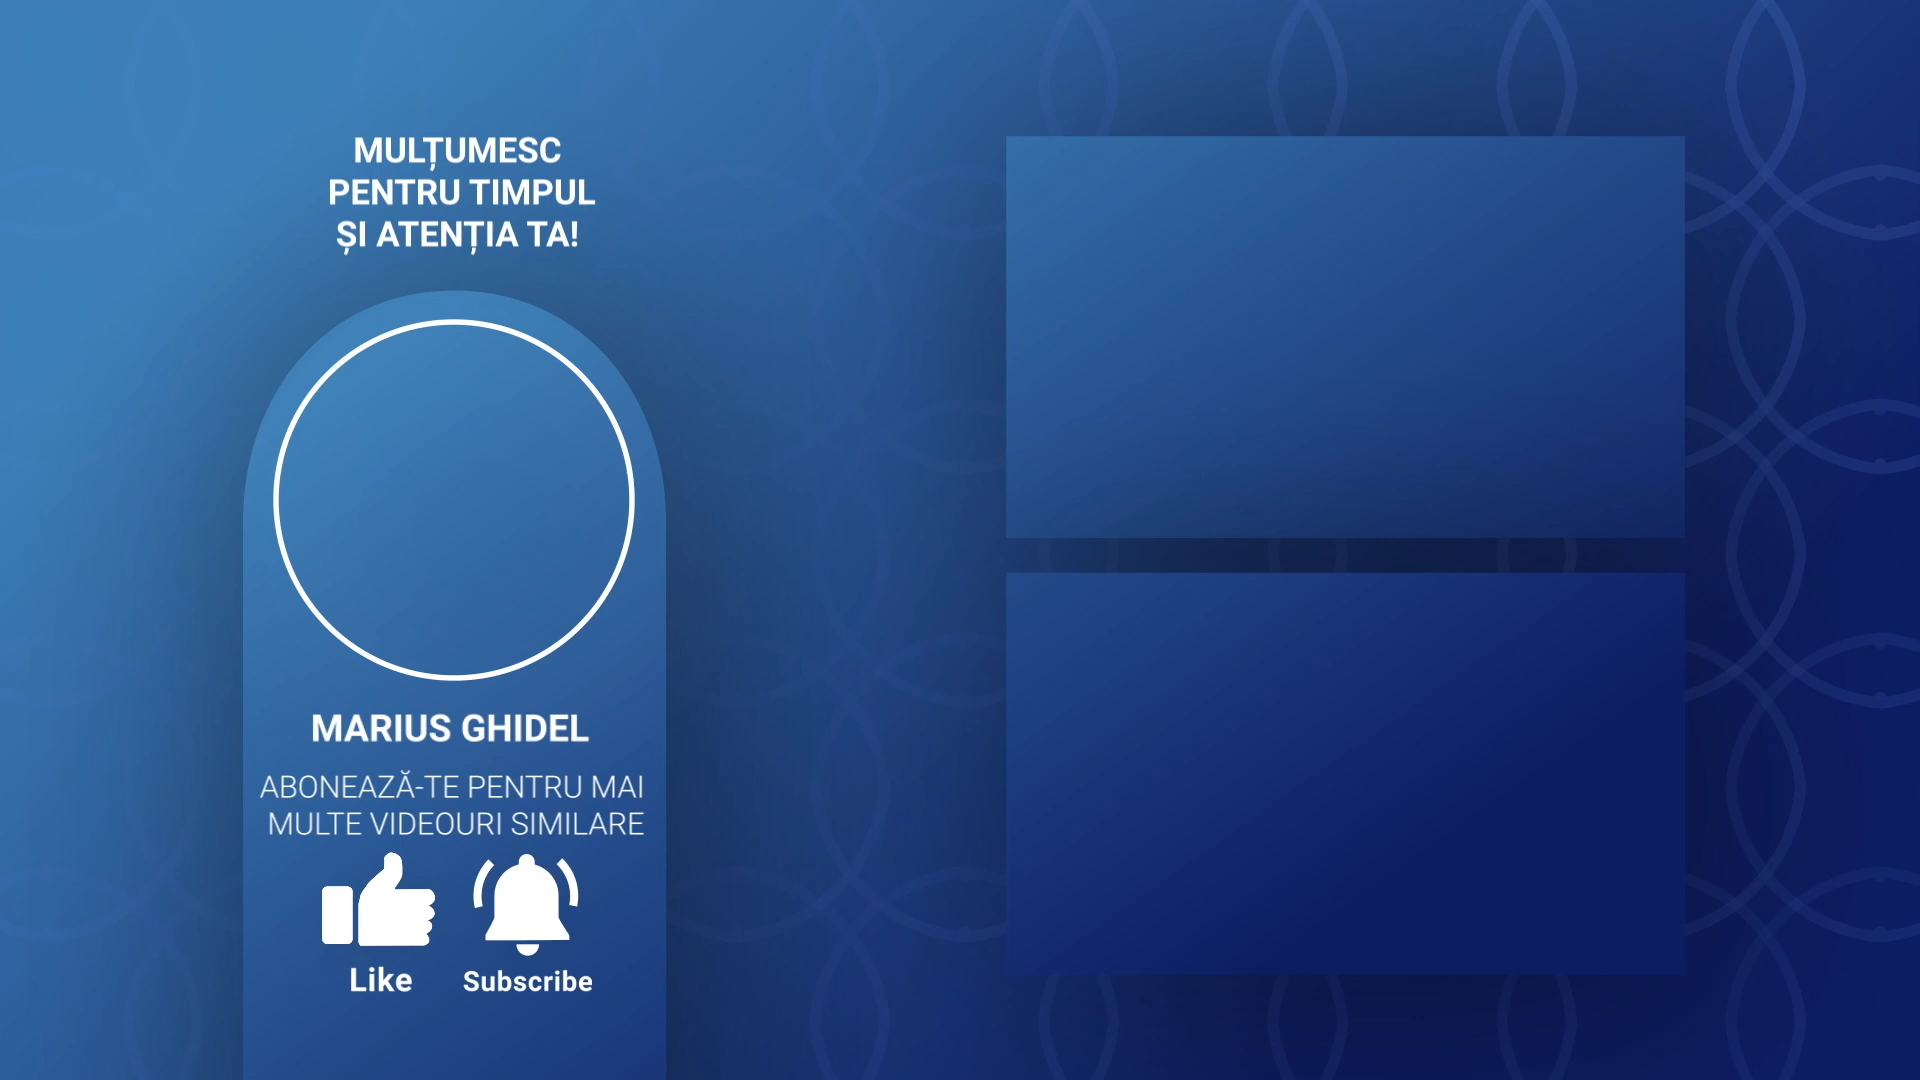 MULȚUMESC
PENTRU TIMPUL
ȘI ATENȚIA TA!
MARIUS GHIDEL
ABONEAZĂ-TE PENTRU MAI
MULTE VIDEOURI SIMILARE
Like
Subscribe